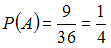 P(A) = 9/36 = 1/4